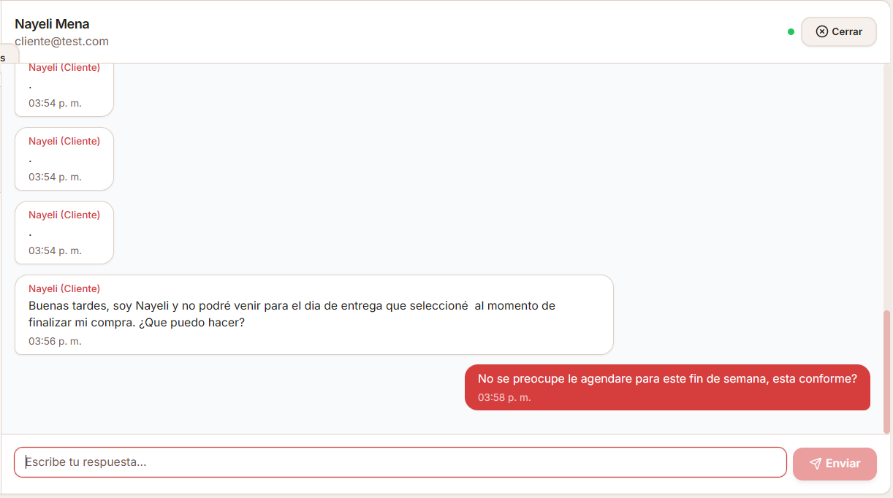 Nayeli Mena
cliente@test.com
Cerrar
s
Nayeli (Cliente)
.
03:54 p. m.
Nayeli (Cliente)
.
03:54 p. m.
Nayeli (Cliente)
.
03:54 p. m.
Nayeli (Cliente)
Buenas tardes, soy Nayeli y no podré venir para el dia de entrega que seleccioné  al momento de
finalizar mi compra. ¿Que puedo hacer?
03:56 p. m.
No se preocupe le agendare para este fin de semana, esta conforme?
03:58 p. m.
Escribe tu respuesta...
Enviar